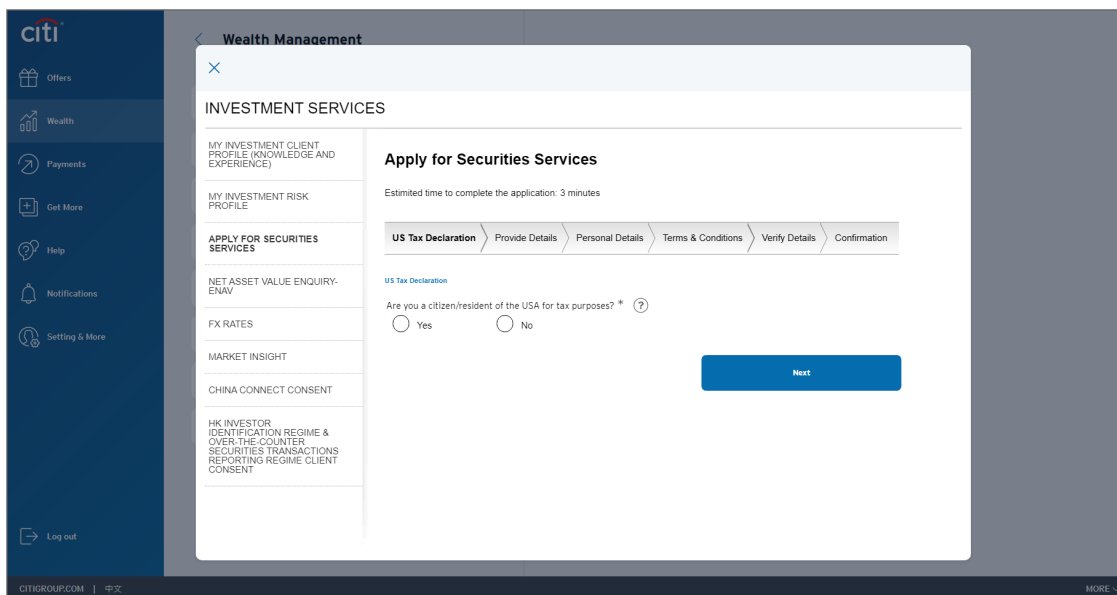 citi
Offers
Wealth
Payments
Get More
Help
Notifications
Setting & More
Log out
Wealth Management
INVESTMENT SERVICES
MY INVESTMENT CLIENT
PROFILE (KNOWLEDGE AND
EXPERIENCE)
MY INVESTMENT RISK
PROFILE
APPLY FOR SECURITIES
SERVICES
NET ASSET VALUE ENQUIRY-
ENAV
FX RATES
MARKET INSIGHT
CHINA CONNECT CONSENT
HK INVESTOR
IDENTIFICATION REGIME &
OVER-THE-COUNTER
SECURITIES TRANSACTIONS
REPORTING REGIME CLIENT
CONSENT
Apply for Securities Services
Estimited time to complete the application: 3 minutes
US Tax Declaration Provide Details Personal Details Terms & Conditions Verify Details Confirmation
US Tax Declaration
Are you a citizen/resident of the USA for tax purposes? * ?
Yes No
Next
CITIGROUP.COM | 中文
MORE